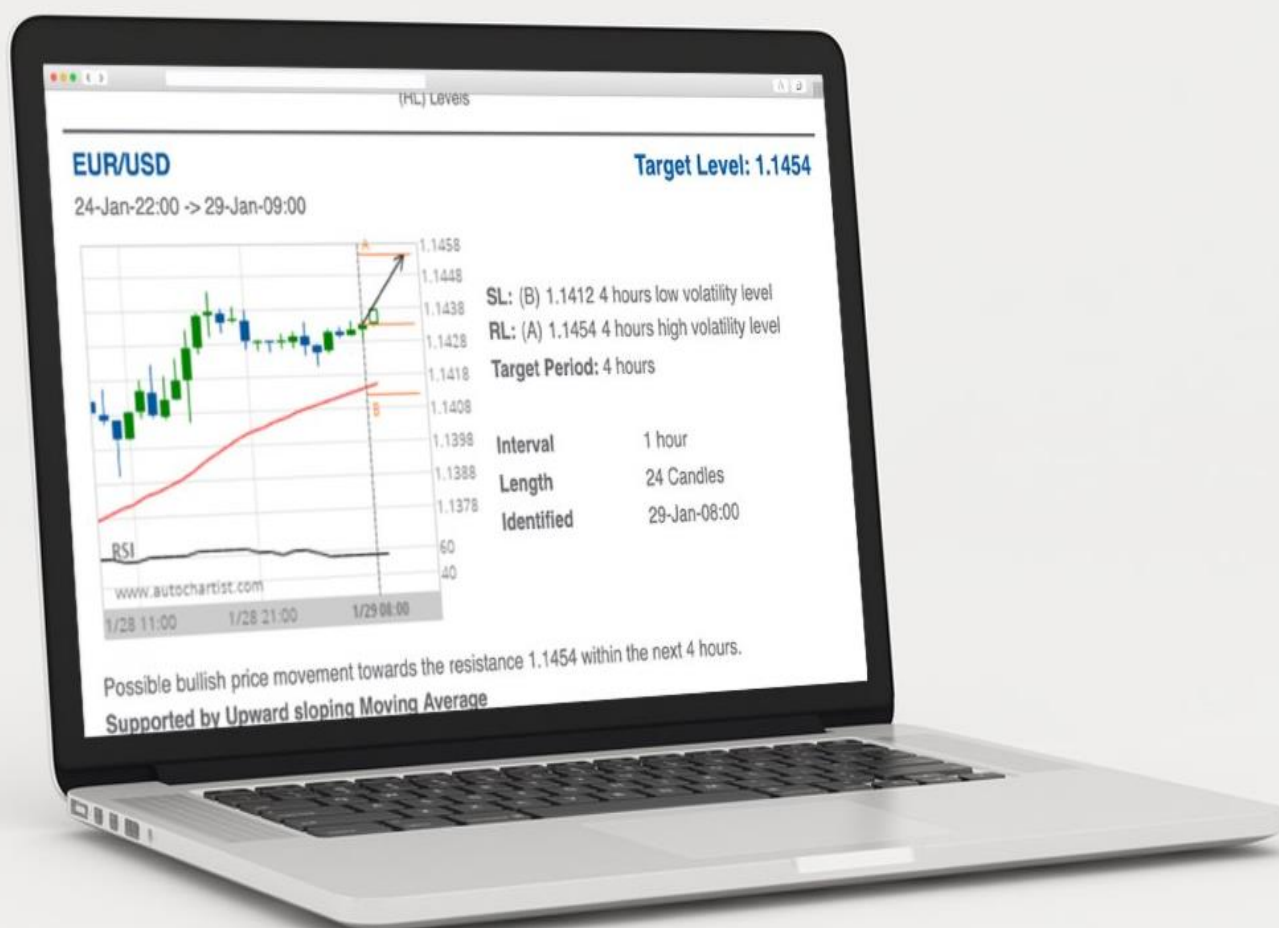 (RL) Levels
EUR/USD
Target Level: 1.1454
24-Jan-22:00 -> 29-Jan-09:00
A
B
1.1458
1.1448
1.1438
1.1428
1.1418
1.1408
1.1398
1.1388
1.1378
60
40
RSI
www.autochartist.com
1/28 11:00
1/28 21:00
1/29 08:00
SL: (B) 1.1412 4 hours low volatility level
RL: (A) 1.1454 4 hours high volatility level
Target Period: 4 hours
Interval 1 hour
Length 24 Candles
Identified 29-Jan-08:00
Possible bullish price movement towards the resistance 1.1454 within the next 4 hours.
Supported by Upward sloping Moving Average